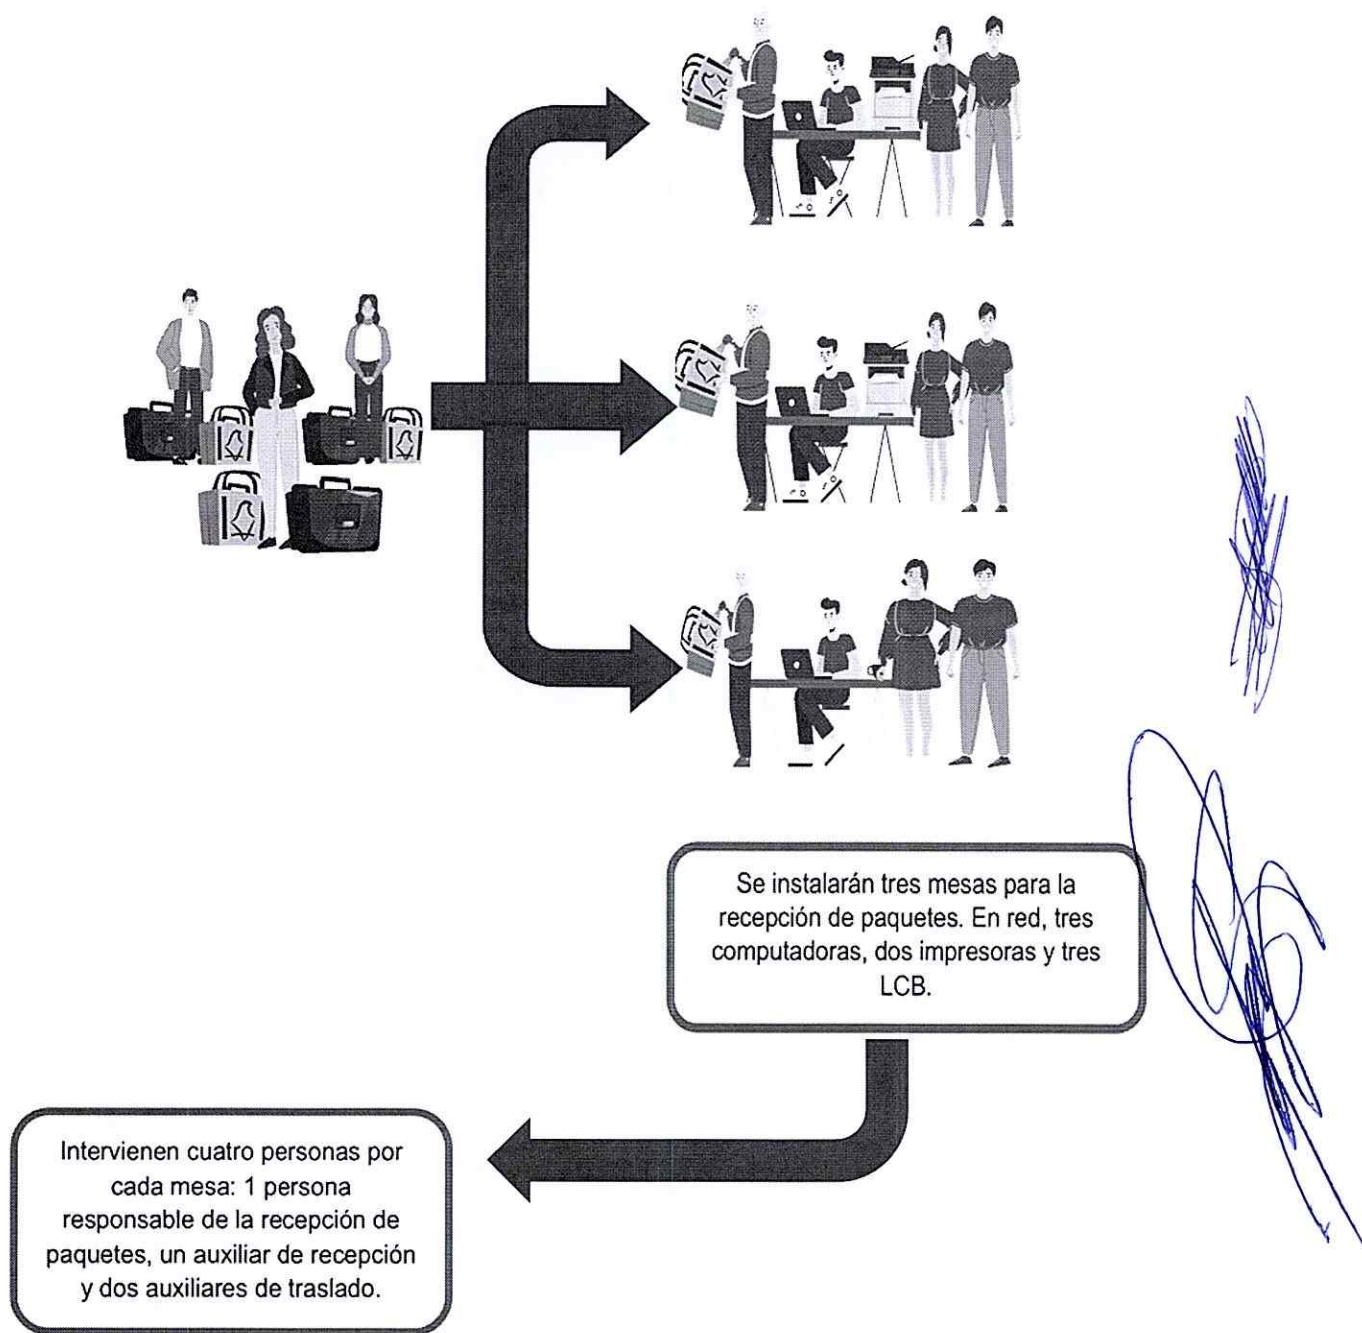 Se instalarán tres mesas para la
recepción de paquetes. En red, tres
computadoras, dos impresoras y tres
LCB.
Intervienen cuatro personas por
cada mesa: 1 persona
responsable de la recepción de
paquetes, un auxiliar de recepción
y dos auxiliares de traslado.